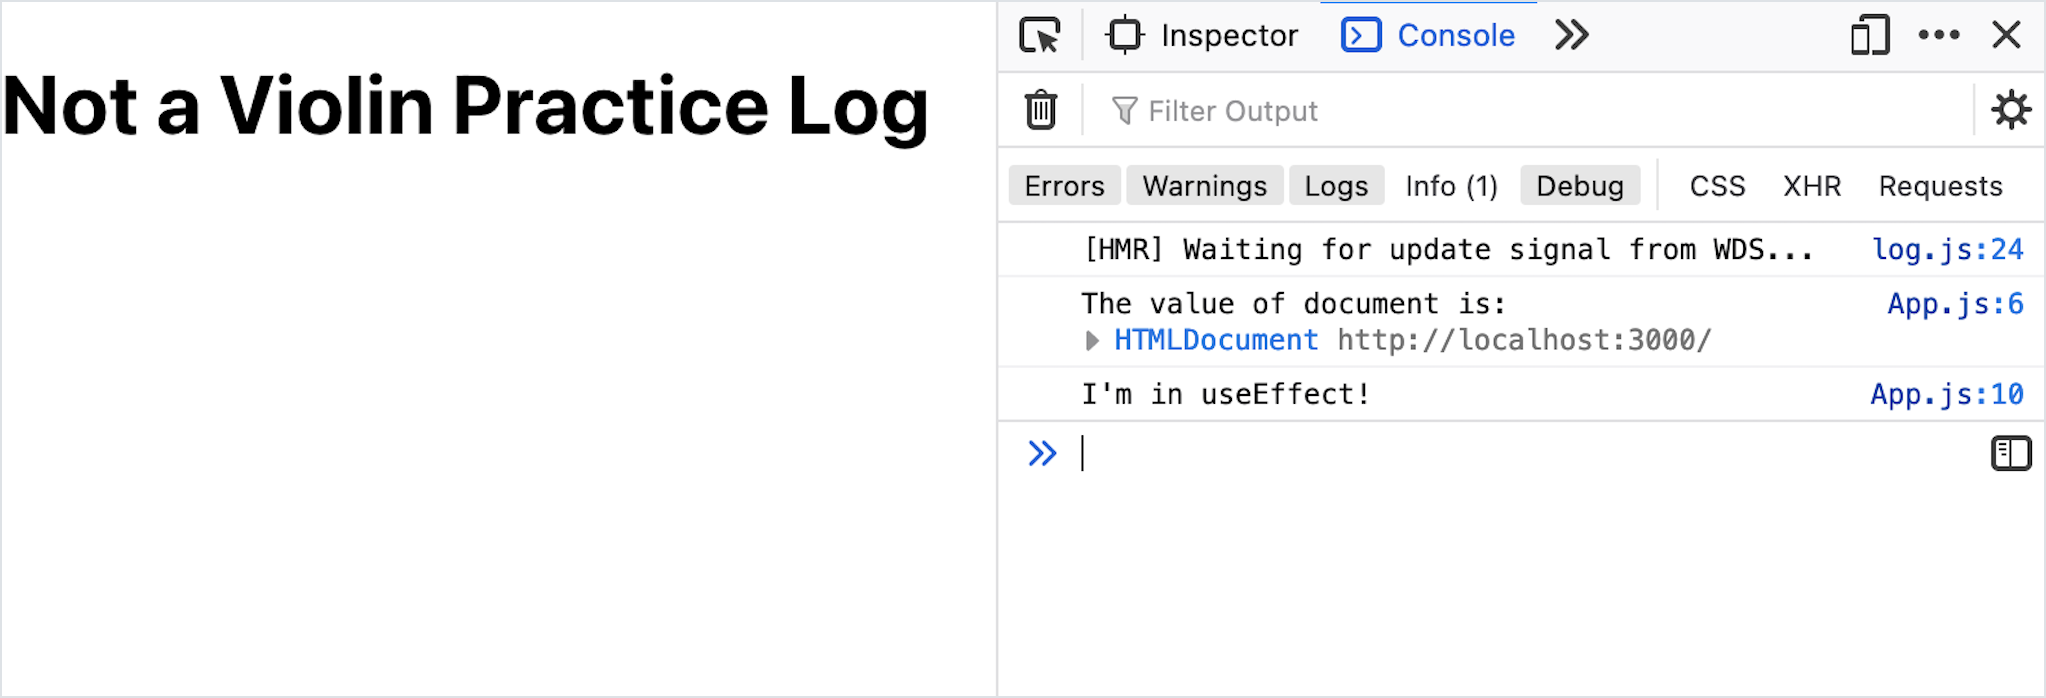 Not a Violin Practice Log
Inspector Console
Filter Output
Errors Warnings Logs Info (1) Debug CSS XHR Requests
[HMR] Waiting for update signal from WDS... log.js:24
The value of document is: App.js:6
HTMLDocument http://localhost:3000/
I'm in useEffect! App.js:10